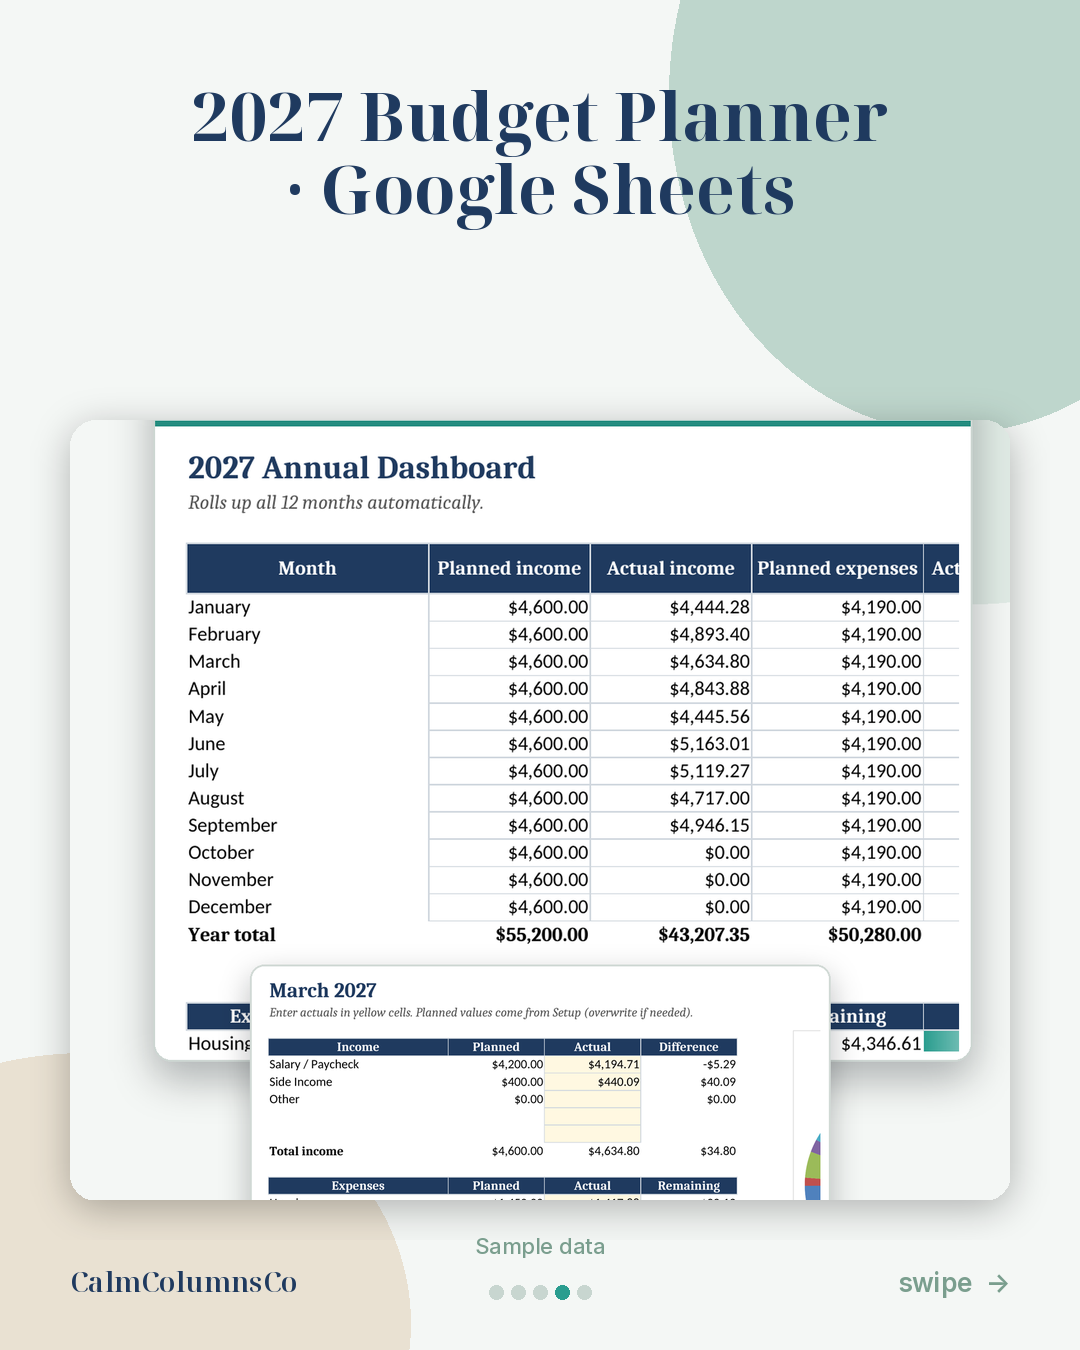 2027 Budget Planner
· Google Sheets
2027 Annual Dashboard
Rolls up all 12 months automatically.
Month Planned income Actual income Planned expenses Act
January $4,600.00 $4,444.28 $4,190.00
February $4,600.00 $4,893.40 $4,190.00
March $4,600.00 $4,634.80 $4,190.00
April $4,600.00 $4,843.88 $4,190.00
May $4,600.00 $4,445.56 $4,190.00
June $4,600.00 $5,163.01 $4,190.00
July $4,600.00 $5,119.27 $4,190.00
August $4,600.00 $4,717.00 $4,190.00
September $4,600.00 $4,946.15 $4,190.00
October $4,600.00 $0.00 $4,190.00
November $4,600.00 $0.00 $4,190.00
December $4,600.00 $0.00 $4,190.00
Year total $55,200.00 $43,207.35 $50,280.00
Ex aining
Housing $4,346.61
March 2027
Enter actuals in yellow cells. Planned values come from Setup (overwrite if needed).
Income Planned Actual Difference
Salary / Paycheck $4,200.00 $4,194.71 -$5.29
Side Income $400.00 $440.09 $40.09
Other $0.00 $0.00
Total income $4,600.00 $4,634.80 $34.80
Expenses Planned Actual Remaining
Sample data
CalmColumnsCo
swipe →